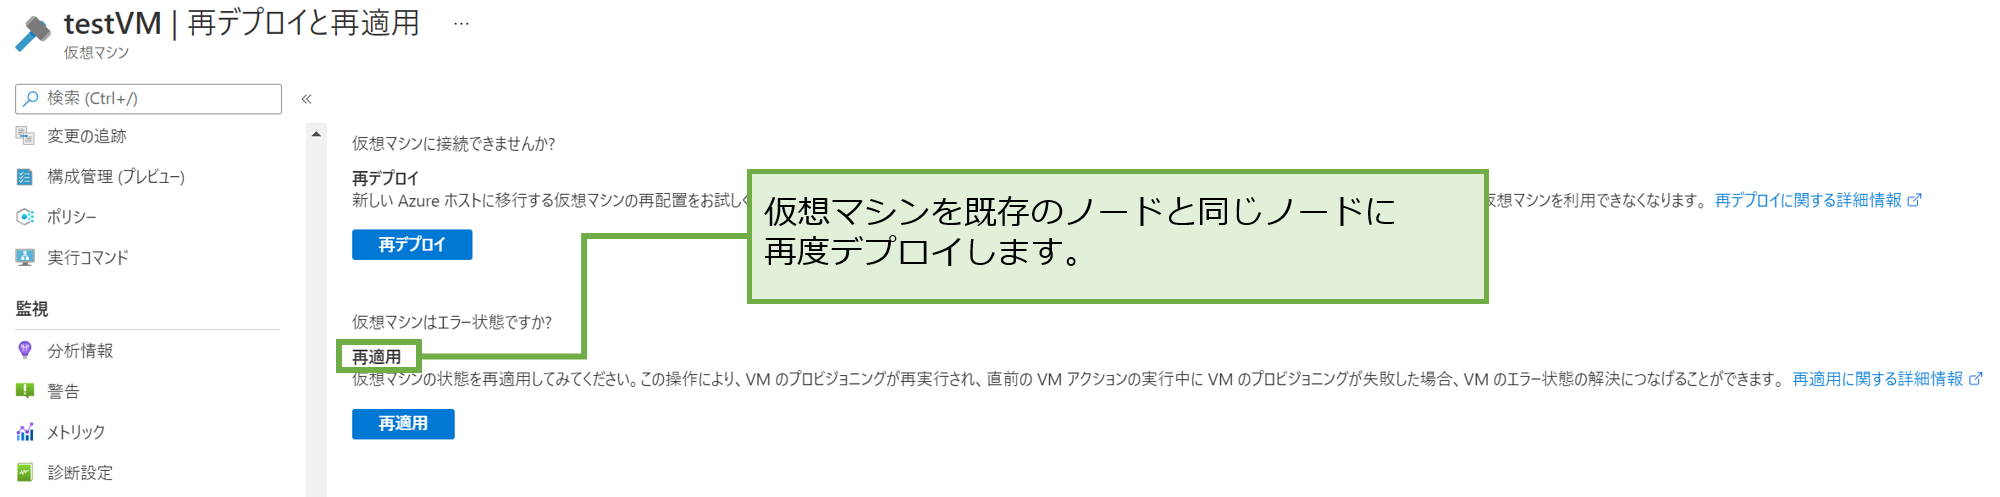 testVM | 再デプロイと再適用 …
仮想マシン
検索 (Ctrl+/)
«
変更の追跡
構成管理 (プレビュー)
ポリシー
実行コマンド
監視
分析情報
警告
メトリック
診断設定
仮想マシンに接続できませんか?
再デプロイ
新しい Azure ホストに移行する仮想マシンの再配置をお試しく
仮想マシンを利用できなくなります。 再デプロイに関する詳細情報
再デプロイ
仮想マシンを既存のノードと同じノードに
再度デプロイします。
仮想マシンはエラー状態ですか?
再適用
仮想マシンの状態を再適用してみてください。この操作により、VM のプロビジョニングが再実行され、直前の VM アクションの実行中に VM のプロビジョニングが失敗した場合、VM のエラー状態の解決につなげることができます。 再適用に関する詳細情報
再適用